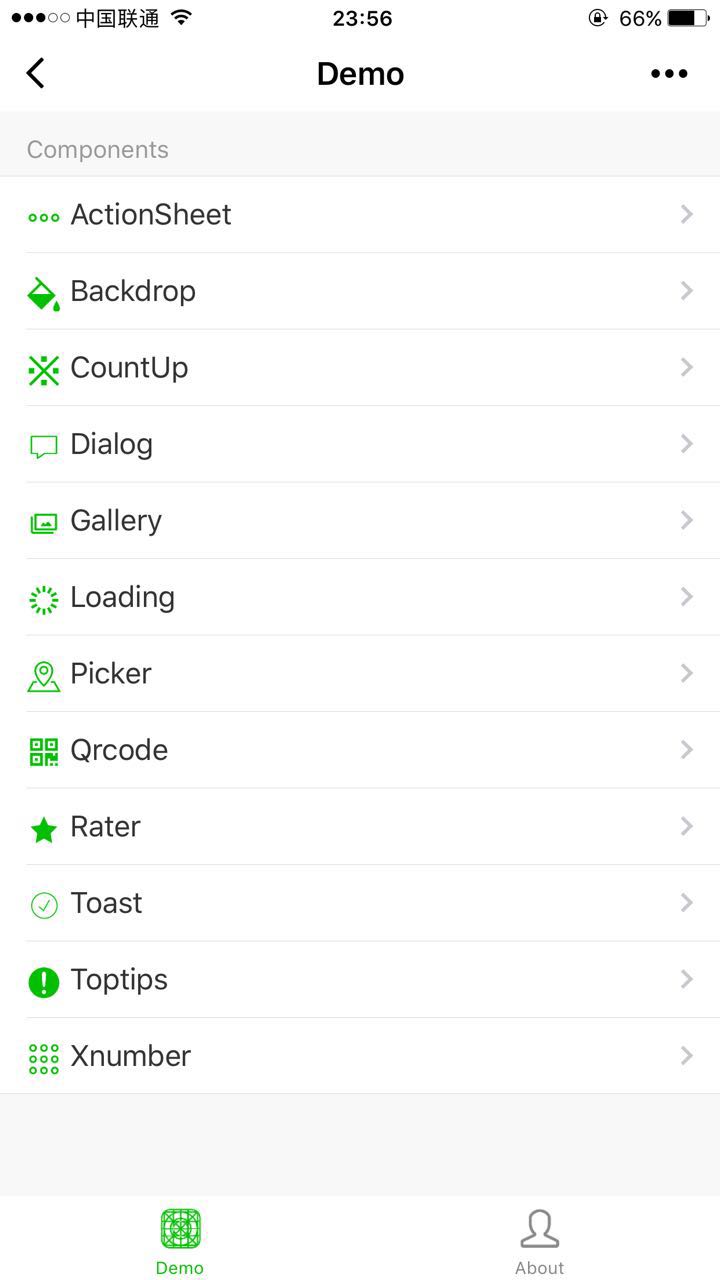 中国联通 23:56 66%
Demo
Components
ActionSheet
Backdrop
CountUp
Dialog
Gallery
Loading
Picker
Qrcode
Rater
Toast
Toptips
Xnumber
Demo About